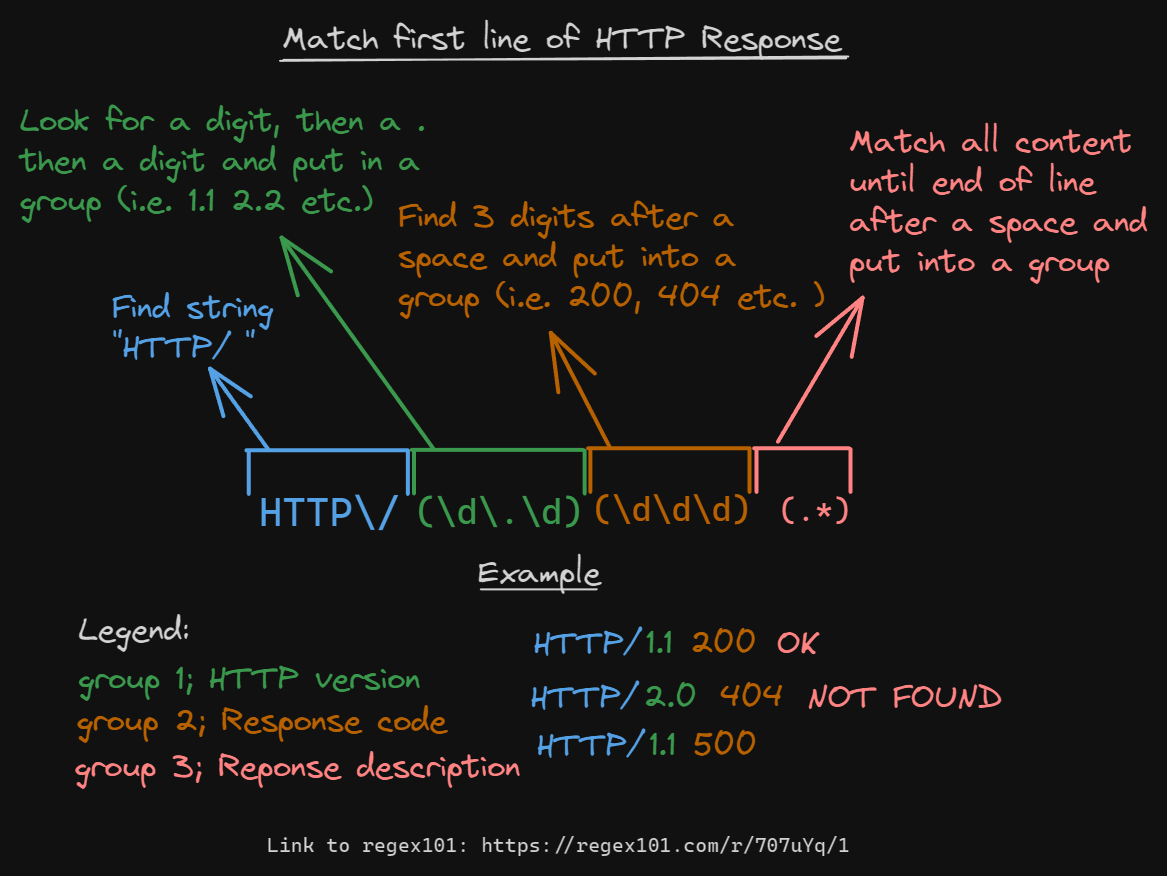 Match first line of HTTP Response
Look for a digit, then a .
then a digit and put in a
group (i.e. 1.1 2.2 etc.)
Find 3 digits after a
space and put into a
group (i.e. 200, 404 etc. )
Match all content
until end of line
after a space and
put into a group
Find string
"HTTP/ "
HTTP\/ (\d\.\d) (\d\d\d) (.*)
Example
Legend:
group 1; HTTP version
group 2; Response code
group 3; Reponse description
HTTP/1.1 200 OK
HTTP/2.0 404 NOT FOUND
HTTP/1.1 500
Link to regex101: https://regex101.com/r/707uYq/1